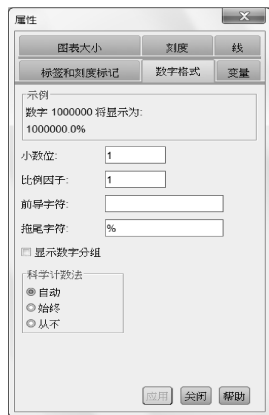 属性
图表大小 刻度 线
标签和刻度标记 数字格式 变量
示例
数字 1000000 将显示为:
1000000.0%
小数位: 1
比例因子: 1
前导字符:
拖尾字符: %
显示数字分组
科学计数法
自动
始终
从不
应用 关闭 帮助